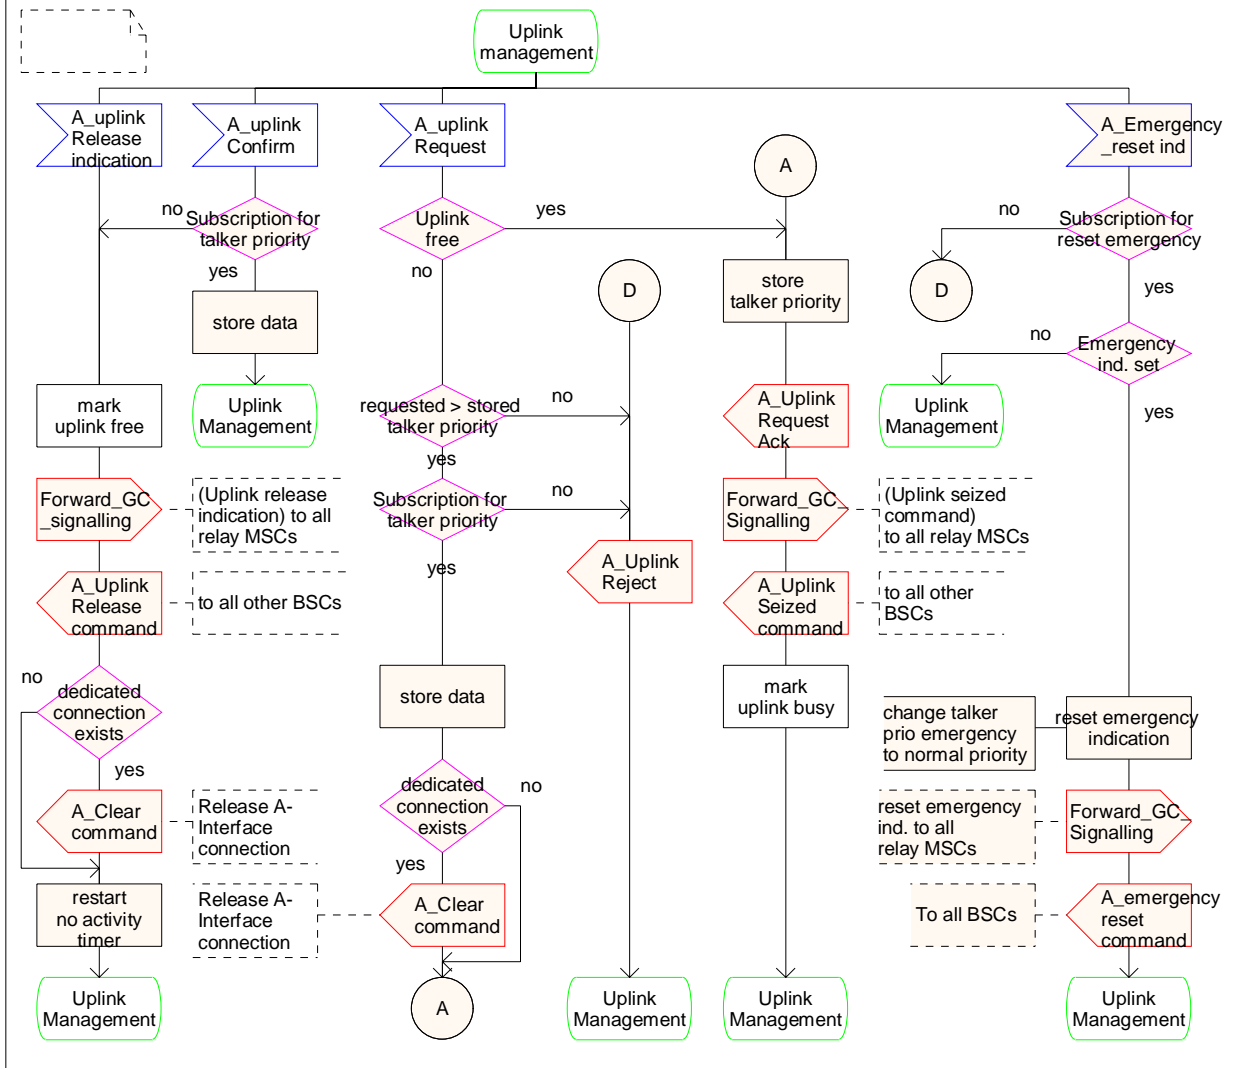 Uplink
management
A_uplink
Release
indication
A_uplink
Confirm
A_uplink
Request
A_Emergency
_reset ind
A
no
Subscription for
talker priority
yes
Uplink
free
yes
no
no
Subscription for
reset emergency
yes
store data
D
store
talker priority
D
no
Emergency
ind. set
yes
mark
uplink free
Uplink
Management
requested > stored
talker priority
no
yes
A_Uplink
Request
Ack
Uplink
Management
Forward_GC
_signalling
(Uplink release
indication) to all
relay MSCs
Subscription for
talker priority
no
yes
Forward_GC_
Signalling
(Uplink seized
command)
to all relay MSCs
A_Uplink
Release
command
to all other BSCs
A_Uplink
Reject
A_Uplink
Seized
command
to all other
BSCs
no
dedicated
connection
exists
yes
store data
mark
uplink busy
change talker
prio emergency
to normal priority
reset emergency
indication
A_Clear
command
Release A-
Interface
connection
dedicated
connection
exists
no
yes
reset emergency
ind. to all
relay MSCs
Forward_GC_
Signalling
restart
no activity
timer
Release A-
Interface
connection
A_Clear
command
To all BSCs
A_emergency
reset
command
Uplink
Management
A
Uplink
Management
Uplink
Management
Uplink
Management